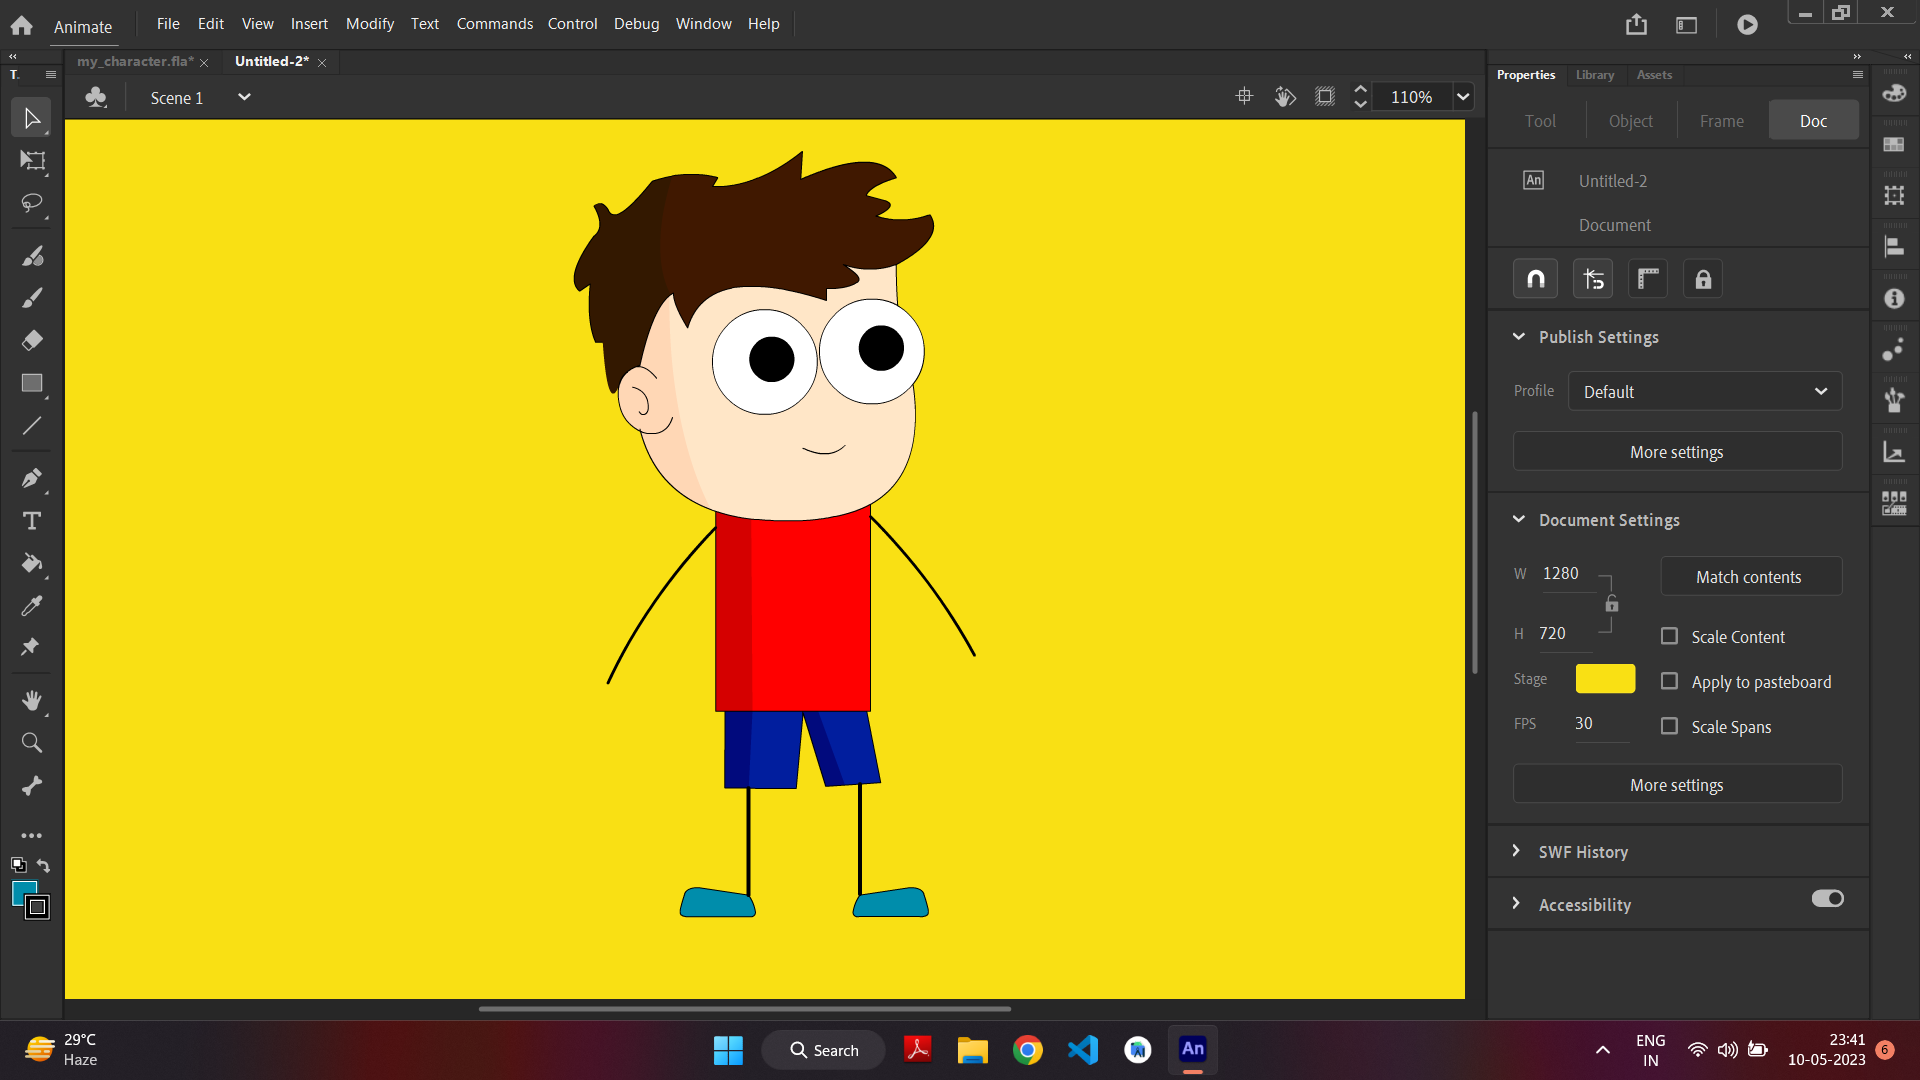 Animate File Edit View Insert Modify Text Commands Control Debug Window Help
my_character.fla* Untitled-2*
T.
Scene 1 110%
Properties Library Assets
Tool Object Frame Doc
An Untitled-2
Document
Publish Settings
Profile Default
More settings
Document Settings
W 1280 Match contents
H 720 Scale Content
Stage Apply to pasteboard
FPS 30 Scale Spans
More settings
SWF History
Accessibility
29°C
Haze
Search
An
ENG
IN
23:41
10-05-2023
6